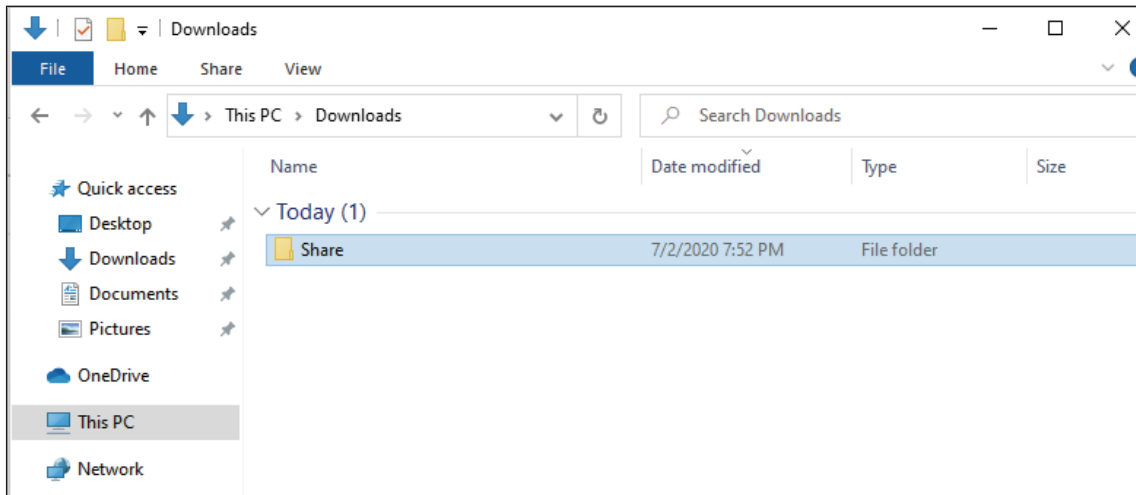 Downloads
File Home Share View
This PC > Downloads
Search Downloads
Name Date modified Type Size
Quick access
Desktop
Downloads
Documents
Pictures
OneDrive
This PC
Network
Today (1)
Share 7/2/2020 7:52 PM File folder